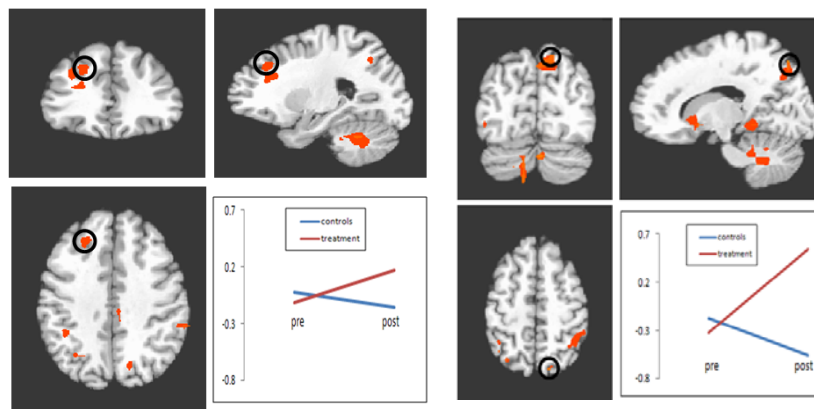 0.7
controls
treatment
0.2
-0.3
pre
post
-0.8
0.7
controls
treatment
0.2
-0.3
pre
post
-0.8